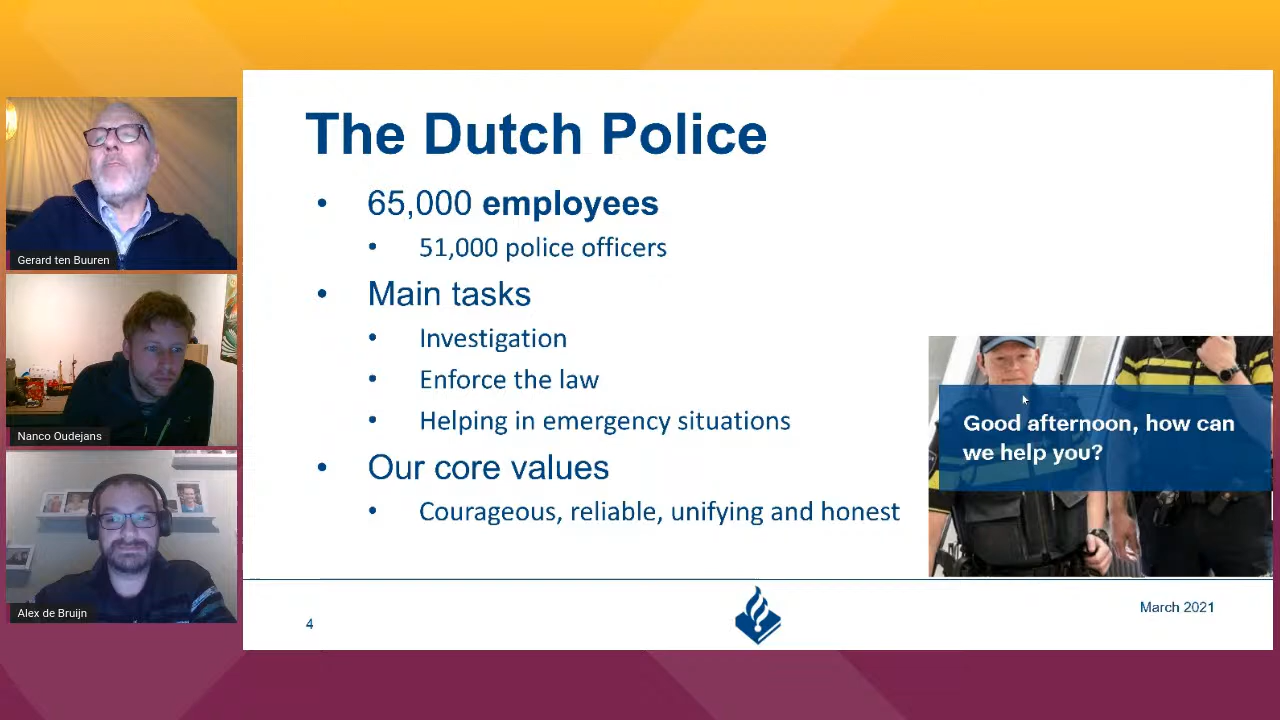 The Dutch Police
• 65,000 employees
• 51,000 police officers
• Main tasks
• Investigation
• Enforce the law
• Helping in emergency situations
• Our core values
• Courageous, reliable, unifying and honest
Good afternoon, how can
we help you?
4
March 2021
Gerard ten Buuren
Nanco Oudejans
Alex de Bruijn